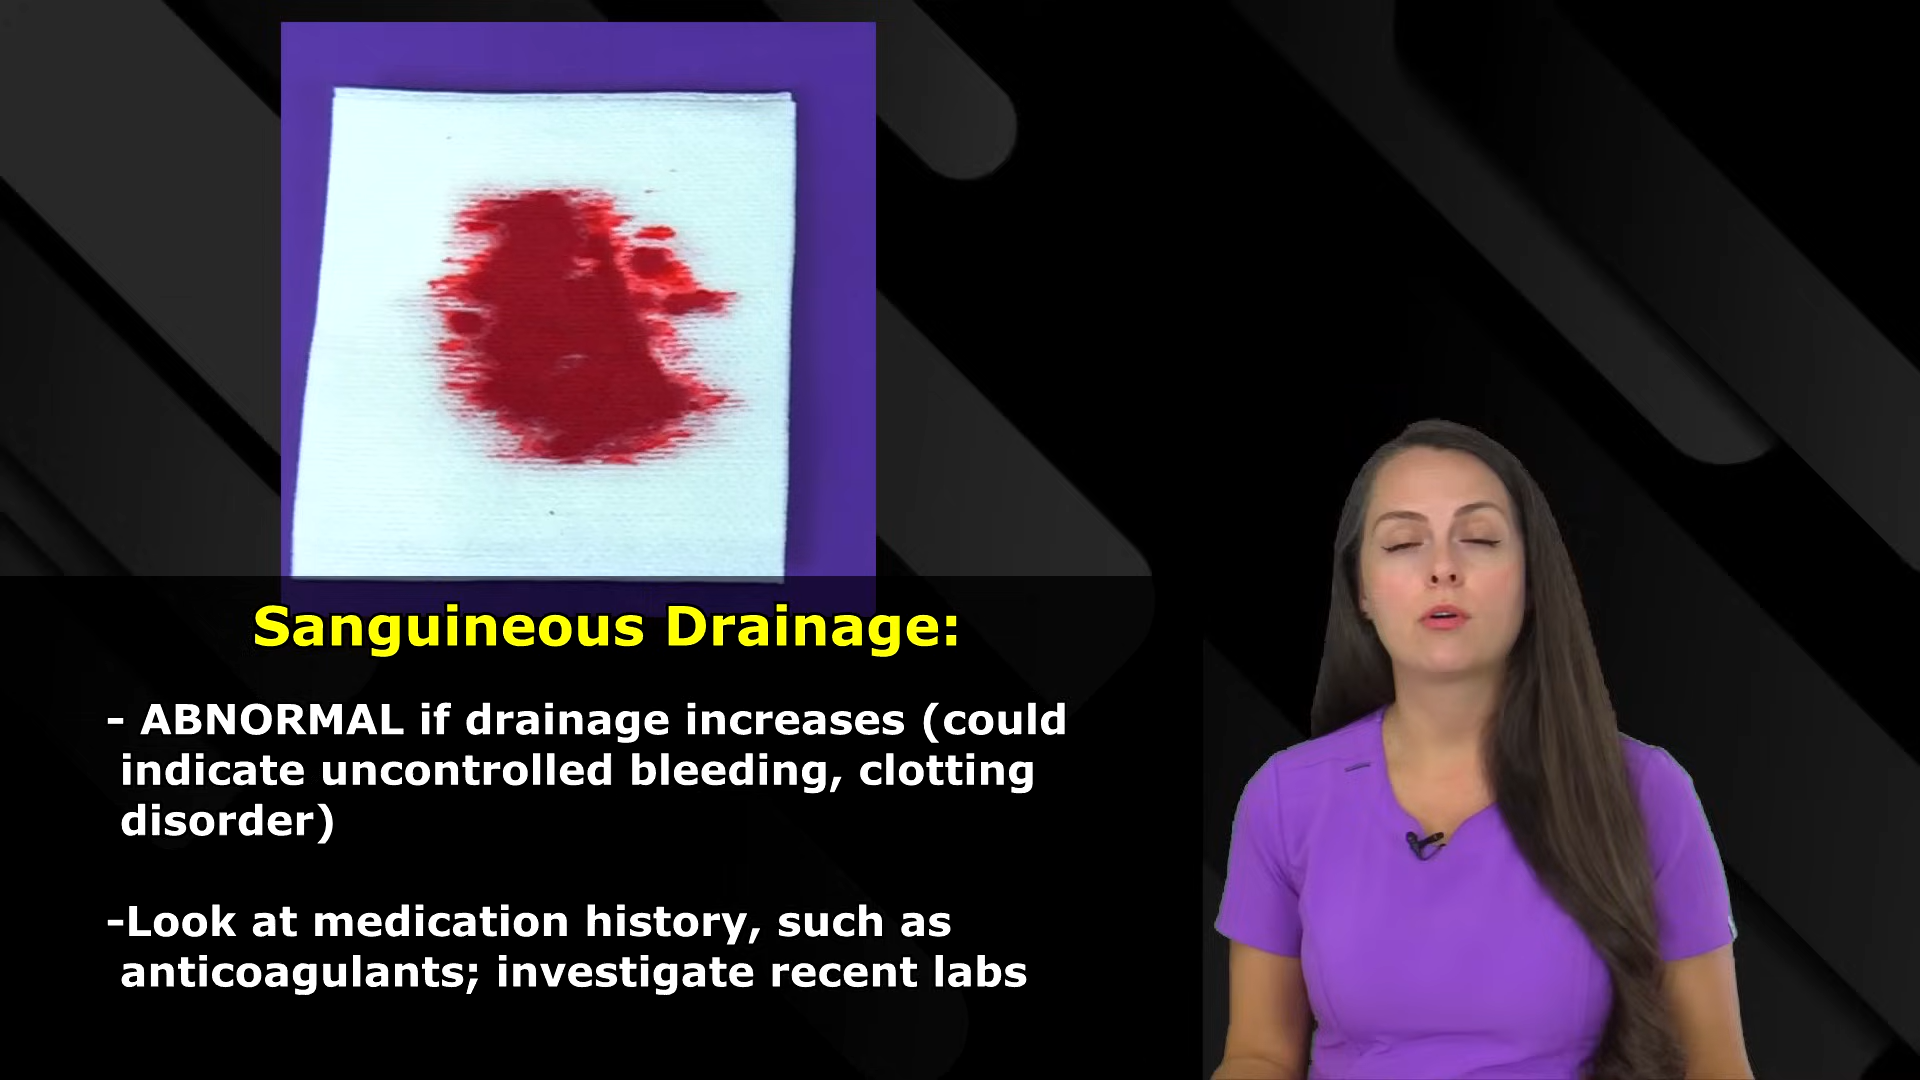 Sanguineous Drainage:
- ABNORMAL if drainage increases (could
indicate uncontrolled bleeding, clotting
disorder)
-Look at medication history, such as
anticoagulants; investigate recent labs